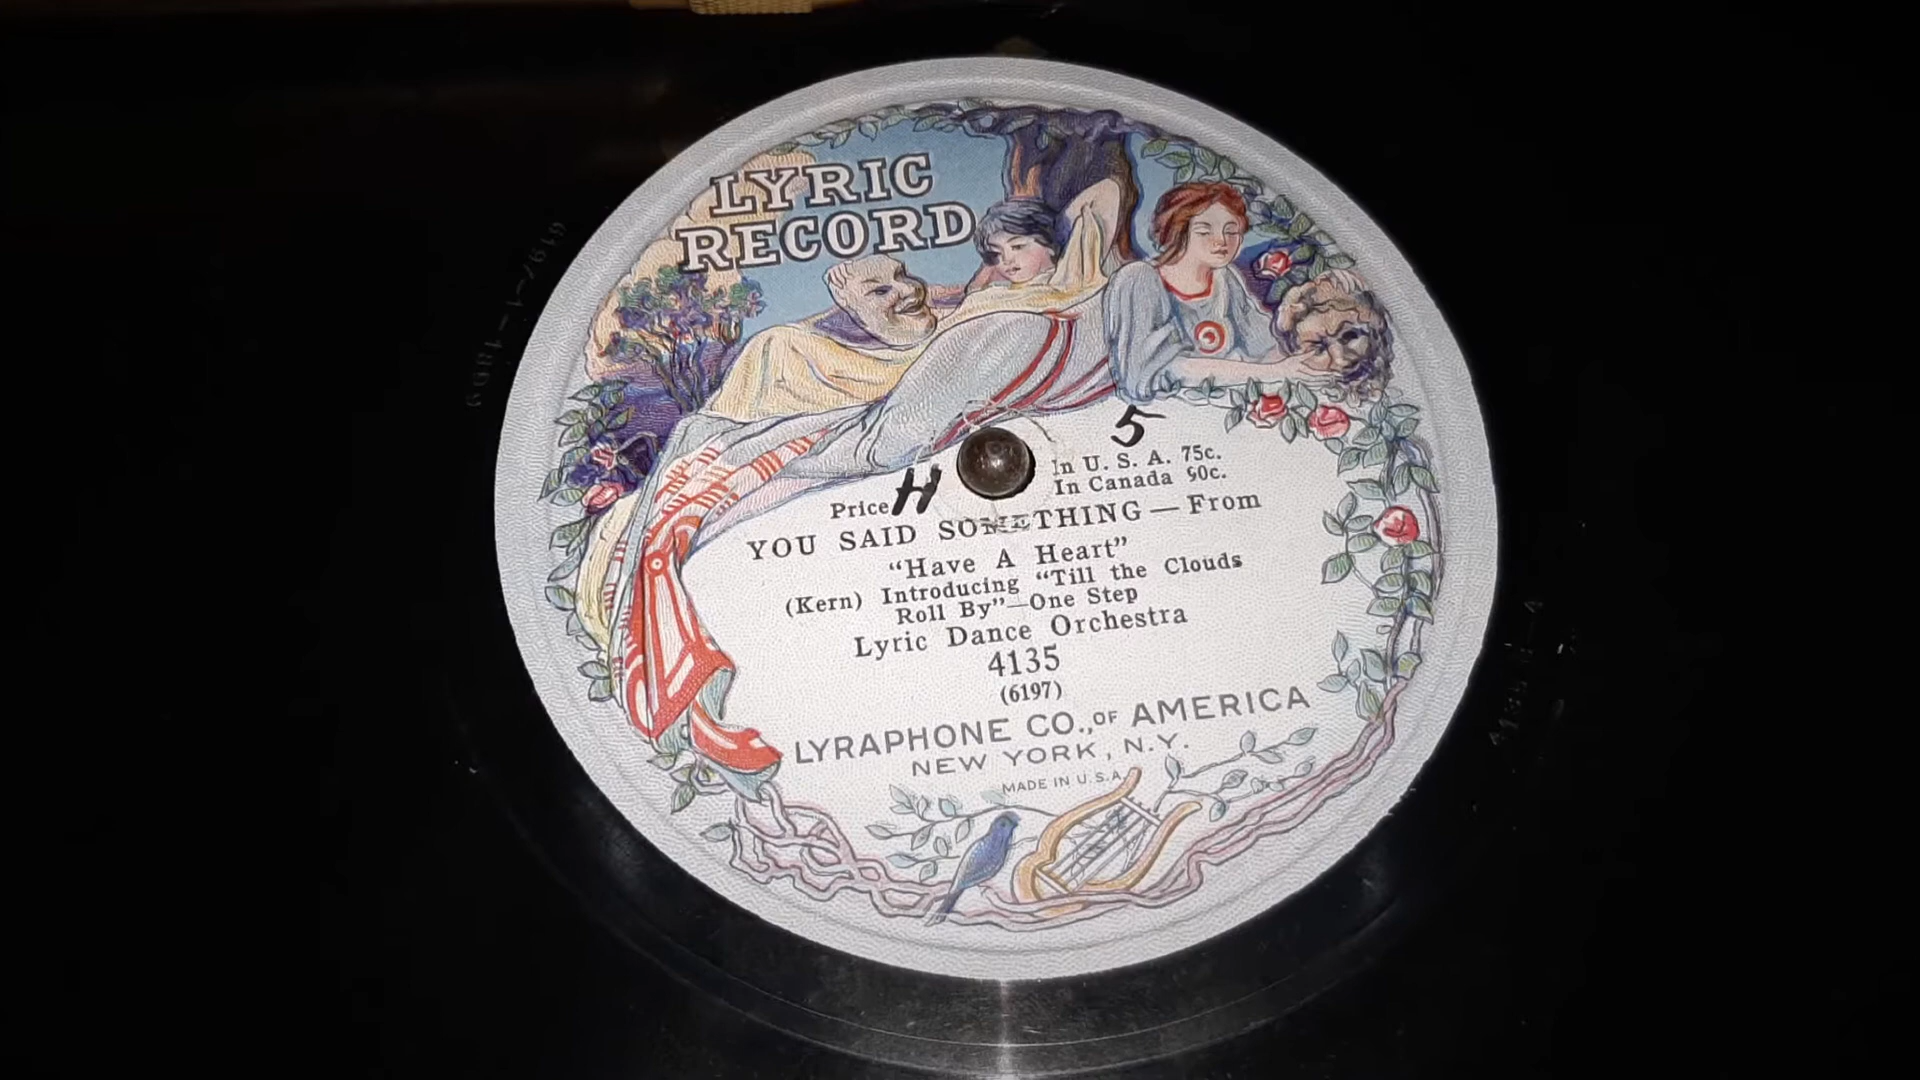 LYRIC
RECORD
5
Price H In U. S. A. 75c.
In Canada 90c.
YOU SAID SOMETHING — From
“Have A Heart”
(Kern) Introducing “Till the Clouds
Roll By”—One Step
Lyric Dance Orchestra
4135
(6197)
LYRAPHONE CO., OF AMERICA
NEW YORK, N.Y.
MADE IN U.S.A.